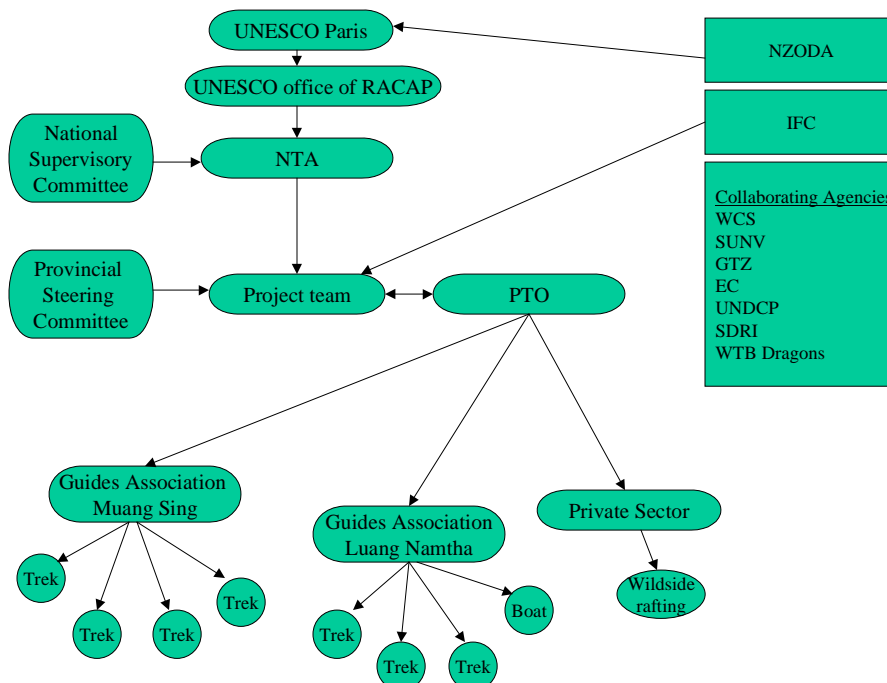 UNESCO Paris
NZODA
UNESCO office of RACAP
IFC
National
Supervisory
Committee
NTA
Collaborating Agencies
WCS
SUNV
GTZ
EC
UNDCP
SDRI
WTB Dragons
Provincial
Steering
Committee
Project team
PTO
Guides Association
Muang Sing
Guides Association
Luang Namtha
Private Sector
Trek
Trek
Trek
Trek
Trek
Trek
Trek
Boat
Wildside
rafting